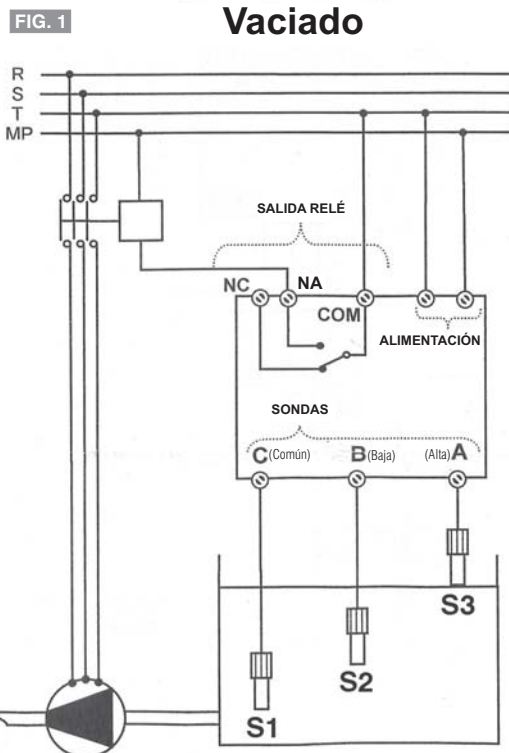 FIG. 1
Vaciado
R
S
T
MP
SALIDA RELÉ
NC
NA
COM
ALIMENTACIÓN
SONDAS
C (Común)
B (Baja)
(Alta) A
S3
S2
S1